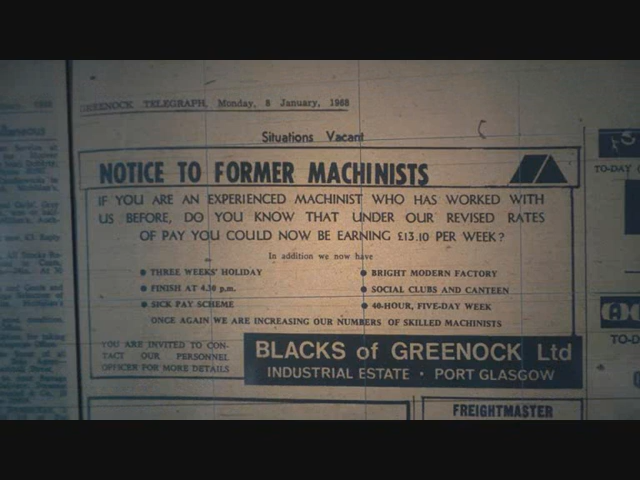 GREENOCK TELEGRAPH, Monday, 8 January, 1968
Situations Vacant
NOTICE TO FORMER MACHINISTS
IF YOU ARE AN EXPERIENCED MACHINIST WHO HAS WORKED WITH
US BEFORE, DO YOU KNOW THAT UNDER OUR REVISED RATES
OF PAY YOU COULD NOW BE EARNING £13.10 PER WEEK?
In addition we now have
• THREE WEEKS' HOLIDAY
• FINISH AT 4.30 p.m.
• SICK PAY SCHEME
• BRIGHT MODERN FACTORY
• SOCIAL CLUBS AND CANTEEN
• 40-HOUR, FIVE-DAY WEEK
ONCE AGAIN WE ARE INCREASING OUR NUMBERS OF SKILLED MACHINISTS
YOU ARE INVITED TO CON-
TACT OUR PERSONNEL
OFFICER FOR MORE DETAILS
BLACKS of GREENOCK Ltd
INDUSTRIAL ESTATE • PORT GLASGOW
FREIGHTMASTER
TO-DAY